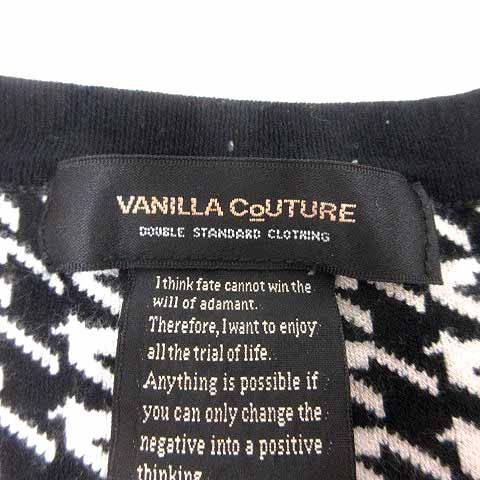 VANILLA CoUTURE
DOUBLE STANDARD CLOTHING
I think fate cannot win the
will of adamant.
Therefore, I want to enjoy
all the trial of life.
Anything is possible if
you can only change the
negative into a positive
thinking.